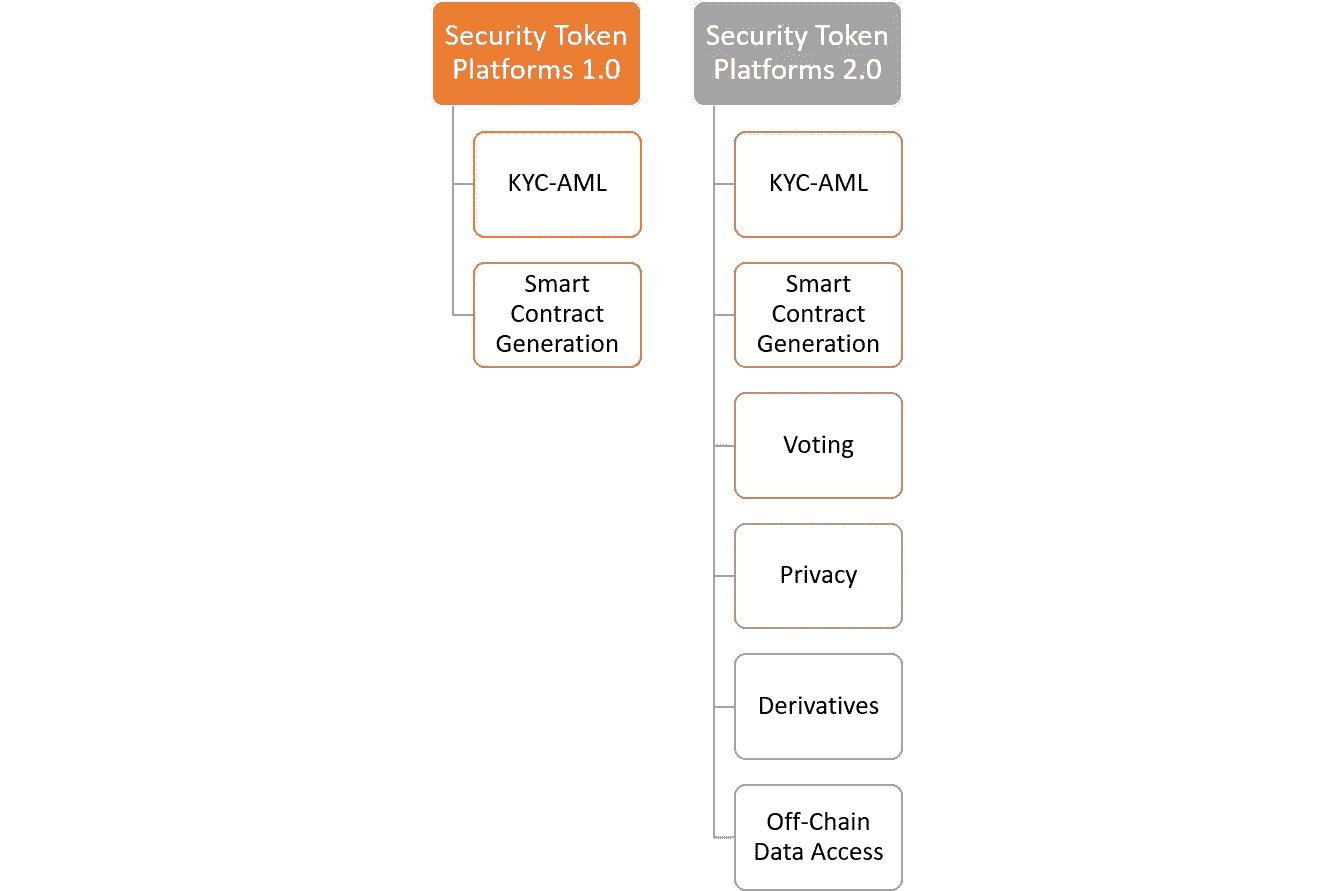 Security Token
Platforms 1.0
KYC-AML
Smart
Contract
Generation
Security Token
Platforms 2.0
KYC-AML
Smart
Contract
Generation
Voting
Privacy
Derivatives
Off-Chain
Data Access